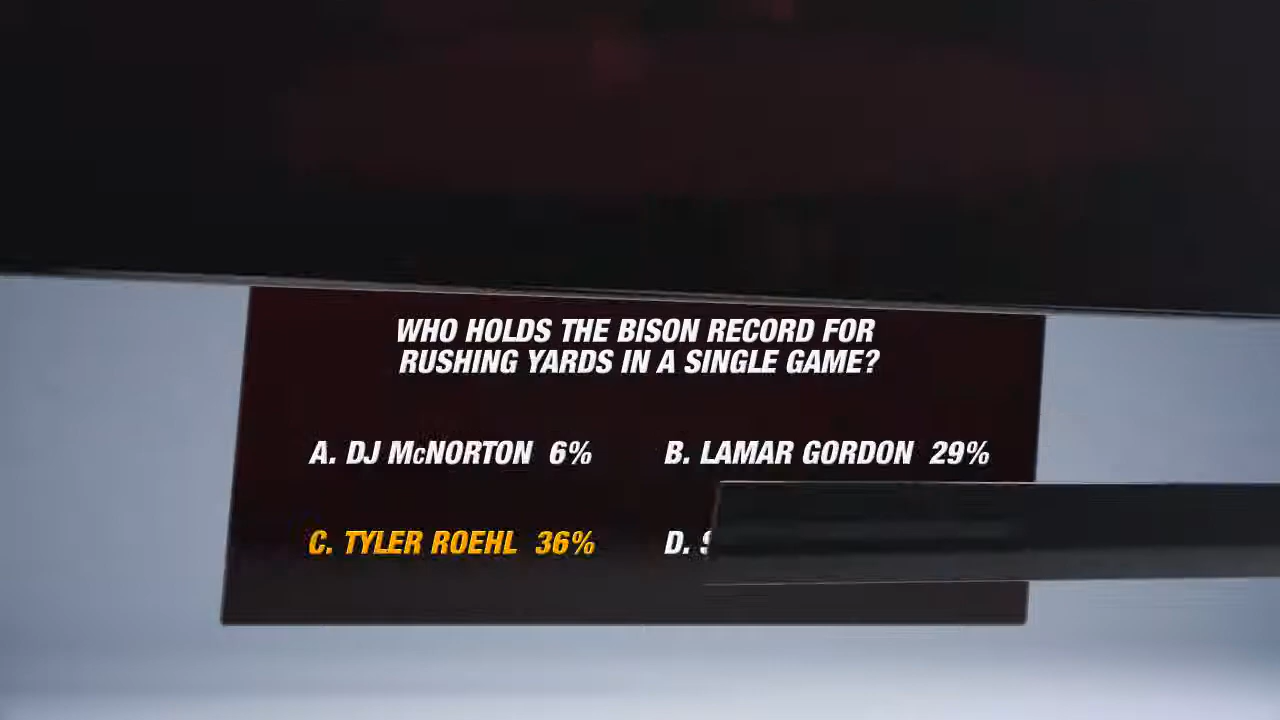 WHO HOLDS THE BISON RECORD FOR
RUSHING YARDS IN A SINGLE GAME?
A. DJ McNORTON 6% B. LAMAR GORDON 29%
C. TYLER ROEHL 36% D.